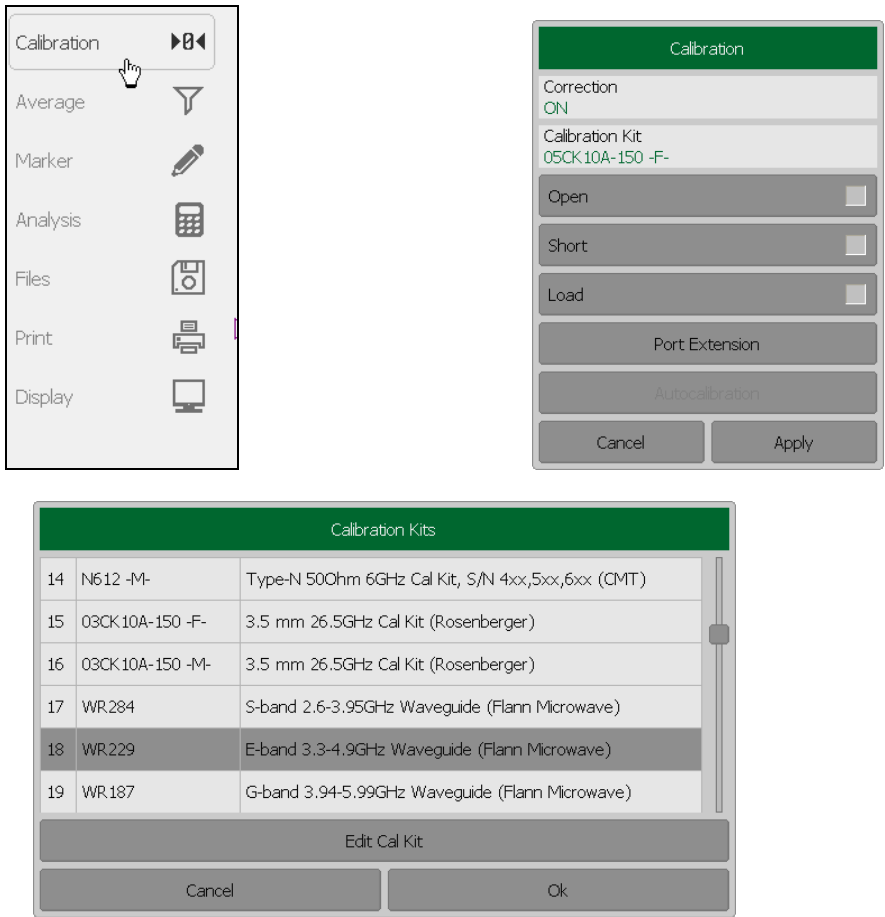 Calibration
Average
Marker
Analysis
Files
Print
Display
Calibration
Correction
ON
Calibration Kit
05CK10A-150 -F-
Open
Short
Load
Port Extension
Autocalibration
Cancel Apply
Calibration Kits
14 N612 -M- Type-N 50Ohm 6GHz Cal Kit, S/N 4xx,5xx,6xx (CMT)
15 03CK10A-150 -F- 3.5 mm 26.5GHz Cal Kit (Rosenberger)
16 03CK10A-150 -M- 3.5 mm 26.5GHz Cal Kit (Rosenberger)
17 WR284 S-band 2.6-3.95GHz Waveguide (Flann Microwave)
18 WR229 E-band 3.3-4.9GHz Waveguide (Flann Microwave)
19 WR187 G-band 3.94-5.99GHz Waveguide (Flann Microwave)
Edit Cal Kit
Cancel Ok